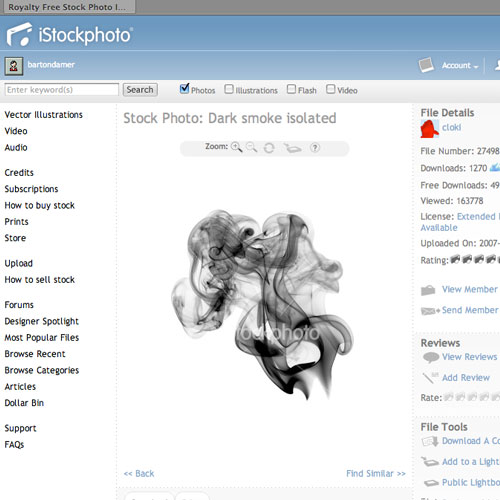 Royalty Free Stock Photo I...
iStockphoto®
bartondamer
Account
Enter keyword(s)
Search
Photos
Illustrations
Flash
Video
Vector Illustrations
Video
Audio
Credits
Subscriptions
How to buy stock
Prints
Store
Upload
How to sell stock
Forums
Designer Spotlight
Most Popular Files
Browse Recent
Browse Categories
Articles
Dollar Bin
Support
FAQs
Stock Photo: Dark smoke isolated
Zoom:
?
iStockphoto
<< Back
Find Similar >>
File Details
cloki
File Number: 27498
Downloads: 1270
Free Downloads: 49
Viewed: 163778
License: Extended
Available
Uploaded On: 2007-
Rating:
View Member
Send Member
Reviews
View Reviews
Add Review
Rate:
File Tools
Download A Co
Add to a Lightb
Public Lightbo